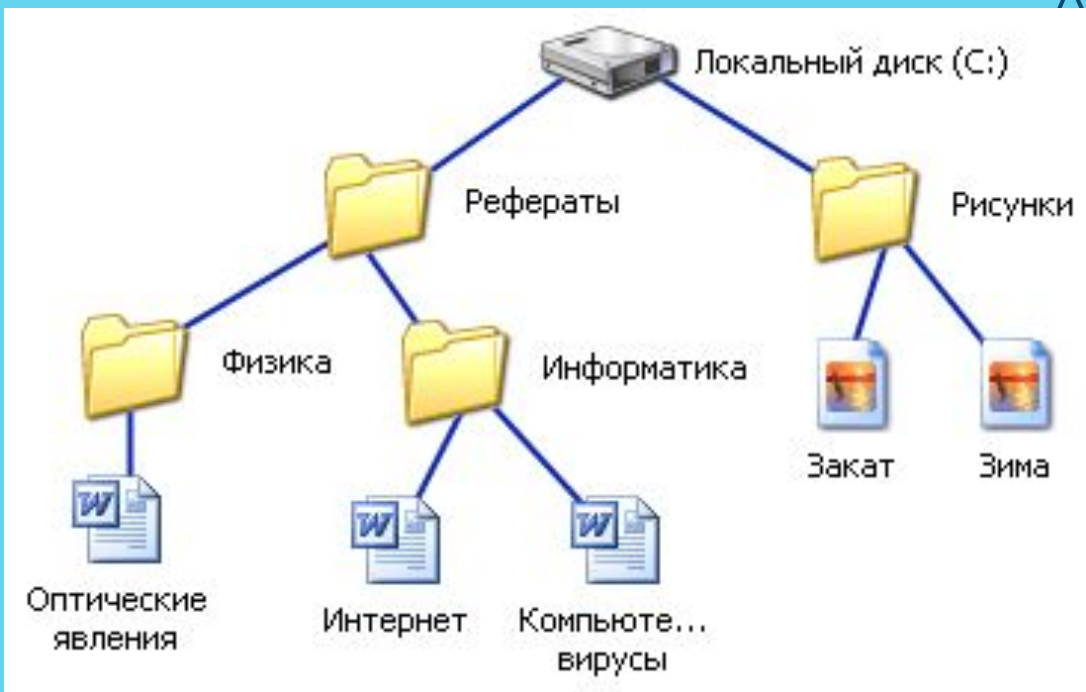 Локальный диск (C:)
Рефераты
Рисунки
Физика
Информатика
Закат
Зима
Оптические
явления
Интернет
Компьюте...
вирусы